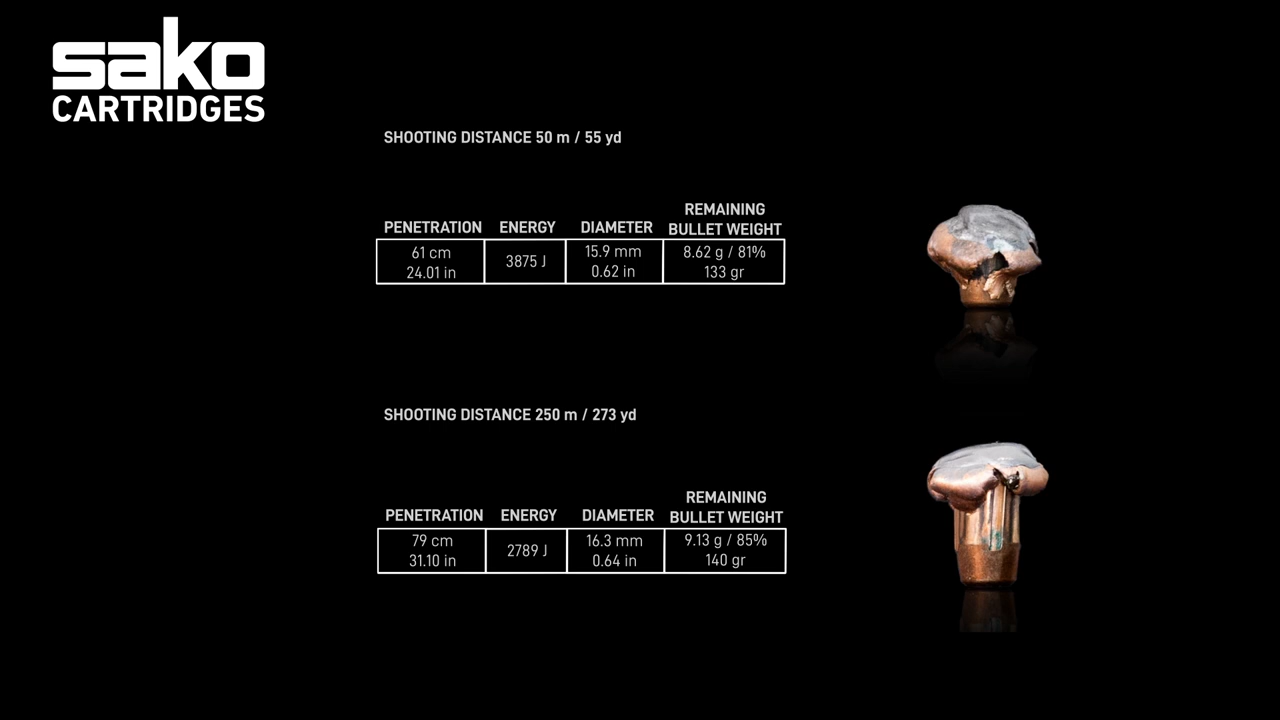 sako
CARTRIDGES
SHOOTING DISTANCE 50 m / 55 yd
PENETRATION ENERGY DIAMETER REMAINING BULLET WEIGHT
61 cm 3875 J 15.9 mm 8.62 g / 81%
24.01 in 0.62 in 133 gr
SHOOTING DISTANCE 250 m / 273 yd
PENETRATION ENERGY DIAMETER REMAINING BULLET WEIGHT
79 cm 2789 J 16.3 mm 9.13 g / 85%
31.10 in 0.64 in 140 gr